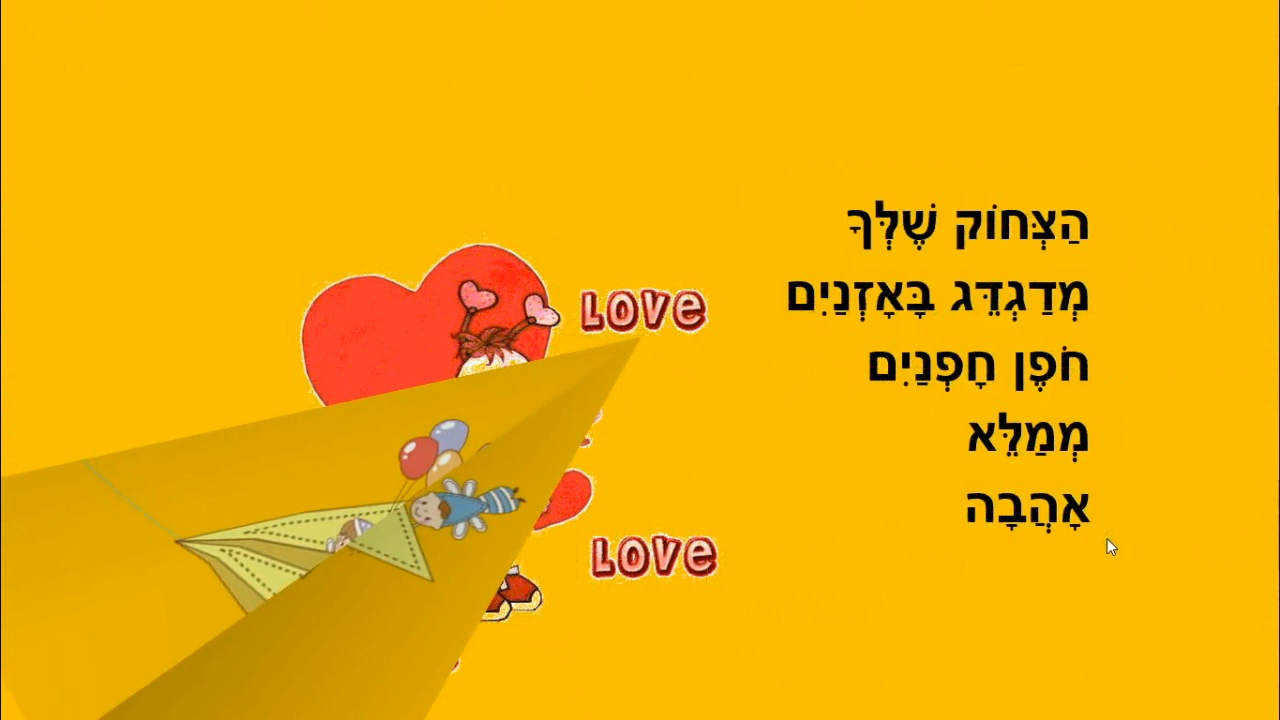 הַצְּחוֹק שֶׁלְּךָ
מְדַגְדֵּג בָּאָזְנַיִם
חֹפֶן חָפְנַיִם
מְמַלֵּא
אָהֲבָה
LOVE
LOVE